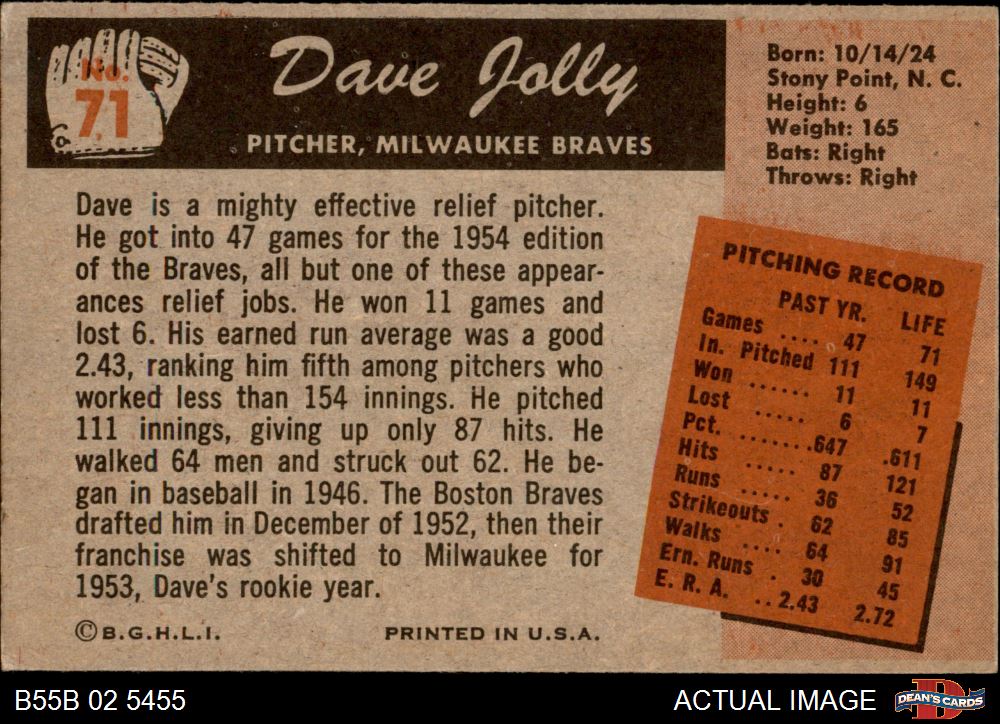 No.
71
Dave Jolly
PITCHER, MILWAUKEE BRAVES
Born: 10/14/24
Stony Point, N. C.
Height: 6
Weight: 165
Bats: Right
Throws: Right
Dave is a mighty effective relief pitcher.
He got into 47 games for the 1954 edition
of the Braves, all but one of these appear-
ances relief jobs. He won 11 games and
lost 6. His earned run average was a good
2.43, ranking him fifth among pitchers who
worked less than 154 innings. He pitched
111 innings, giving up only 87 hits. He
walked 64 men and struck out 62. He be-
gan in baseball in 1946. The Boston Braves
drafted him in December of 1952, then their
franchise was shifted to Milwaukee for
1953, Dave's rookie year.
© B.G.H.L.I. PRINTED IN U.S.A.
PITCHING RECORD
PAST YR. LIFE
Games .... 47 71
In. Pitched 111 149
Won ...... 11 11
Lost ..... 6 7
Pct. .......647 .611
Hits ..... 87 121
Runs ..... 36 52
Strikeouts . 62 85
Walks .... 64 91
Ern. Runs . 30 45
E. R. A. ..2.43 2.72
B55B 02 5455
ACTUAL IMAGE
DEAN'S CARDS